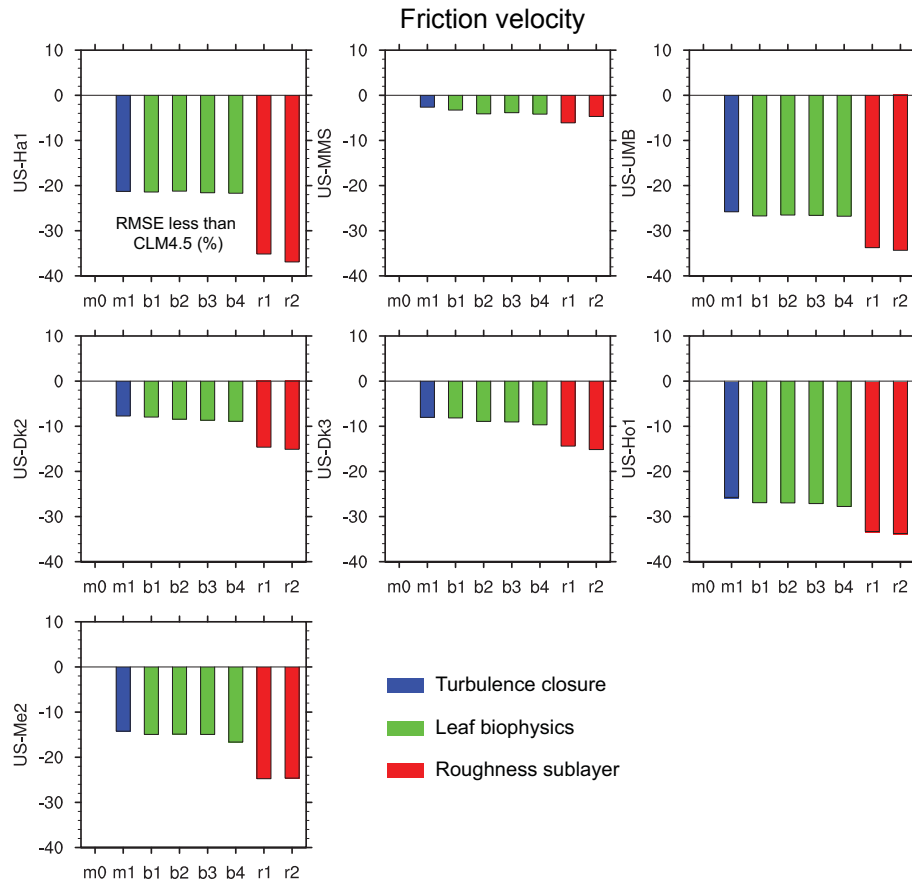 Friction velocity
10
0
-10
-20
-30
-40
US-Ha1
RMSE less than
CLM4.5 (%)
m0 m1 b1 b2 b3 b4 r1 r2
10
0
-10
-20
-30
-40
US-MMS
m0 m1 b1 b2 b3 b4 r1 r2
10
0
-10
-20
-30
-40
US-UMB
m0 m1 b1 b2 b3 b4 r1 r2
10
0
-10
-20
-30
-40
US-Dk2
m0 m1 b1 b2 b3 b4 r1 r2
10
0
-10
-20
-30
-40
US-Dk3
m0 m1 b1 b2 b3 b4 r1 r2
10
0
-10
-20
-30
-40
US-Ho1
m0 m1 b1 b2 b3 b4 r1 r2
10
0
-10
-20
-30
-40
US-Me2
m0 m1 b1 b2 b3 b4 r1 r2
Turbulence closure
Leaf biophysics
Roughness sublayer